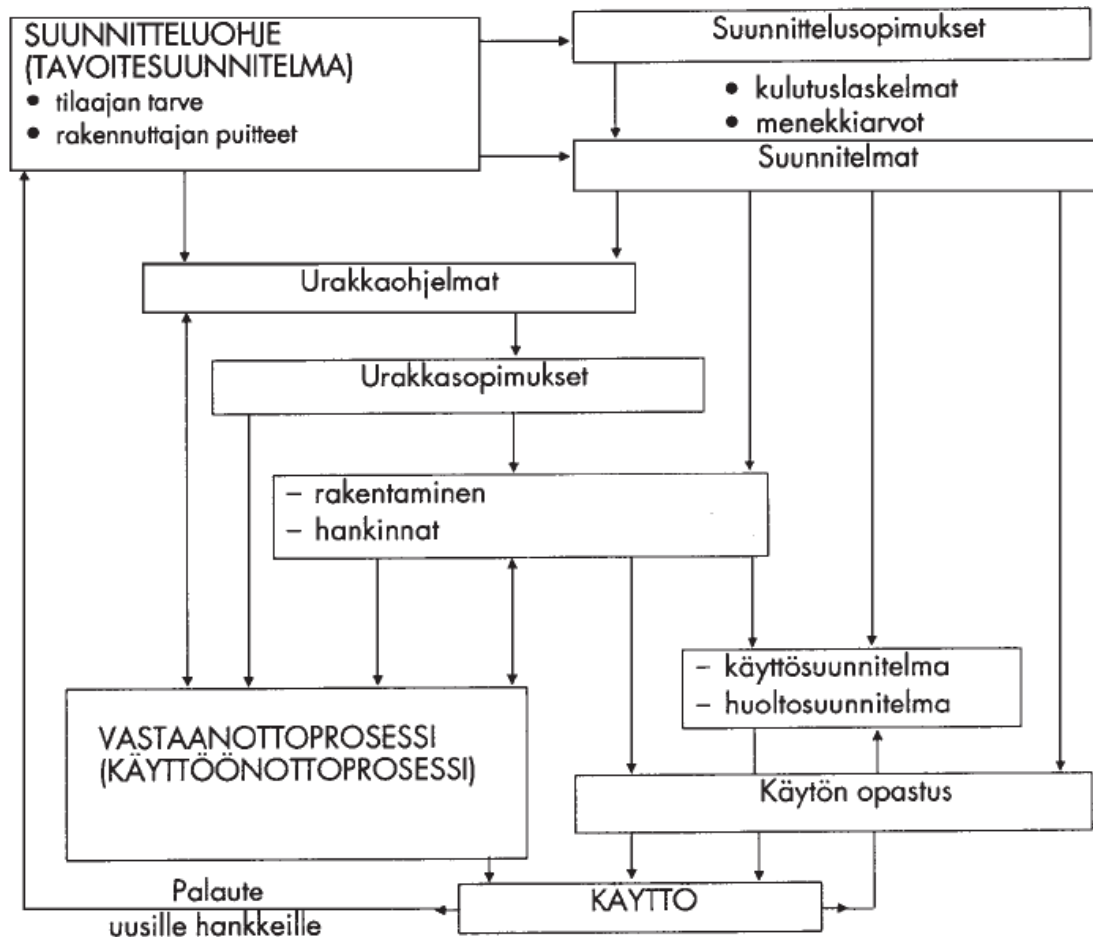 SUUNNITTELUOHJE
(TAVOITESUUNNITELMA)
• tilaajan tarve
• rakennuttajan puitteet
Suunnittelusopimukset
• kulutuslaskelmat
• menekkiarvot
Suunnitelmat
Urakkaohjelmat
Urakkasopimukset
– rakentaminen
– hankinnat
– käyttösuunnitelma
– huoltosuunnitelma
VASTAANOTTOPROSESSI
(KÄYTTÖÖNOTTOPROSESSI)
Käytön opastus
KAYTTO
Palaute
uusille hankkeille